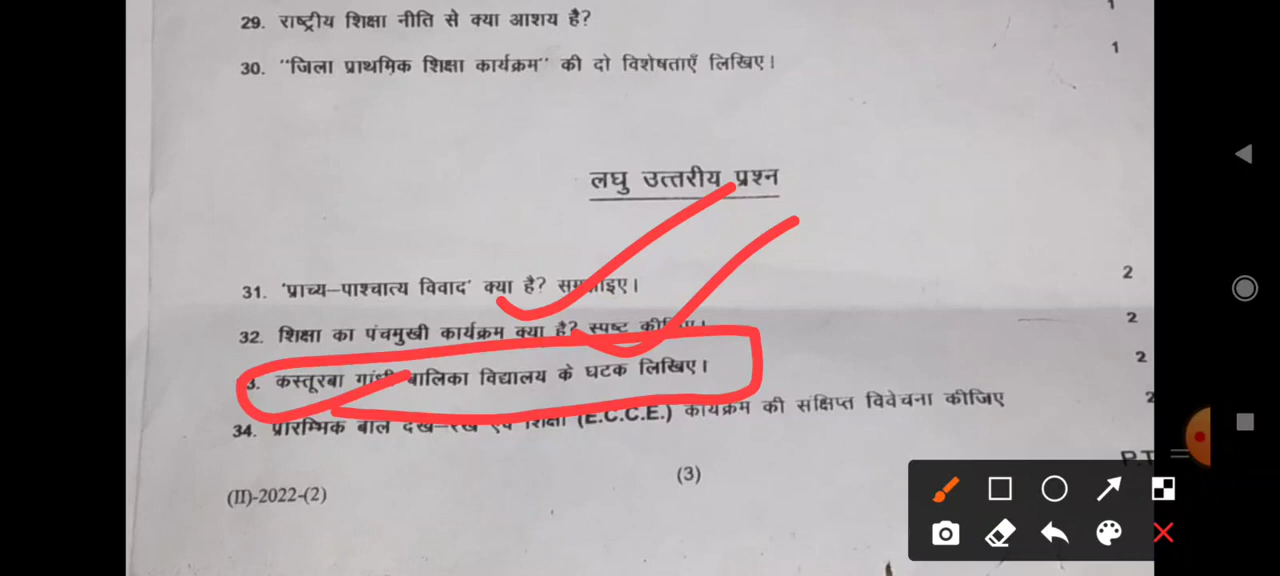 29. राष्ट्रीय शिक्षा नीति से क्या आशय है? 1
30. "जिला प्राथमिक शिक्षा कार्यक्रम" की दो विशेषताएँ लिखिए। 1
लघु उत्तरीय प्रश्न
31. 'प्राच्य–पाश्चात्य विवाद' क्या है? समझाइए। 2
32. शिक्षा का पंचमुखी कार्यक्रम क्या है? स्पष्ट कीजिए। 2
3. कस्तूरबा गांधी बालिका विद्यालय के घटक लिखिए। 2
34. प्रारम्भिक बाल देख–रेख एवं शिक्षा (E.C.C.E.) कार्यक्रम की संक्षिप्त विवेचना कीजिए 2
P.T
(3)
(II)-2022-(2)